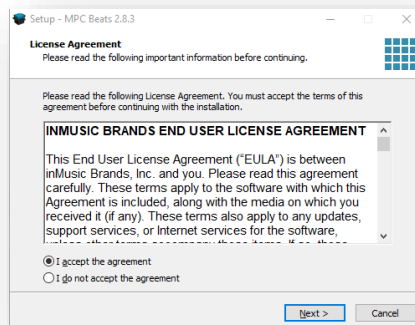 Setup - MPC Beats 2.8.3
License Agreement
Please read the following important information before continuing.
Please read the following License Agreement. You must accept the terms of this
agreement before continuing with the installation.
INMUSIC BRANDS END USER LICENSE AGREEMENT
This End User License Agreement ("EULA") is between
inMusic Brands, Inc. and you. Please read this agreement
carefully. These terms apply to the software with which this
Agreement is included, along with the media on which you
received it (if any). These terms also apply to any updates,
support services, or Internet services for the software,
I accept the agreement
I do not accept the agreement
Next >
Cancel